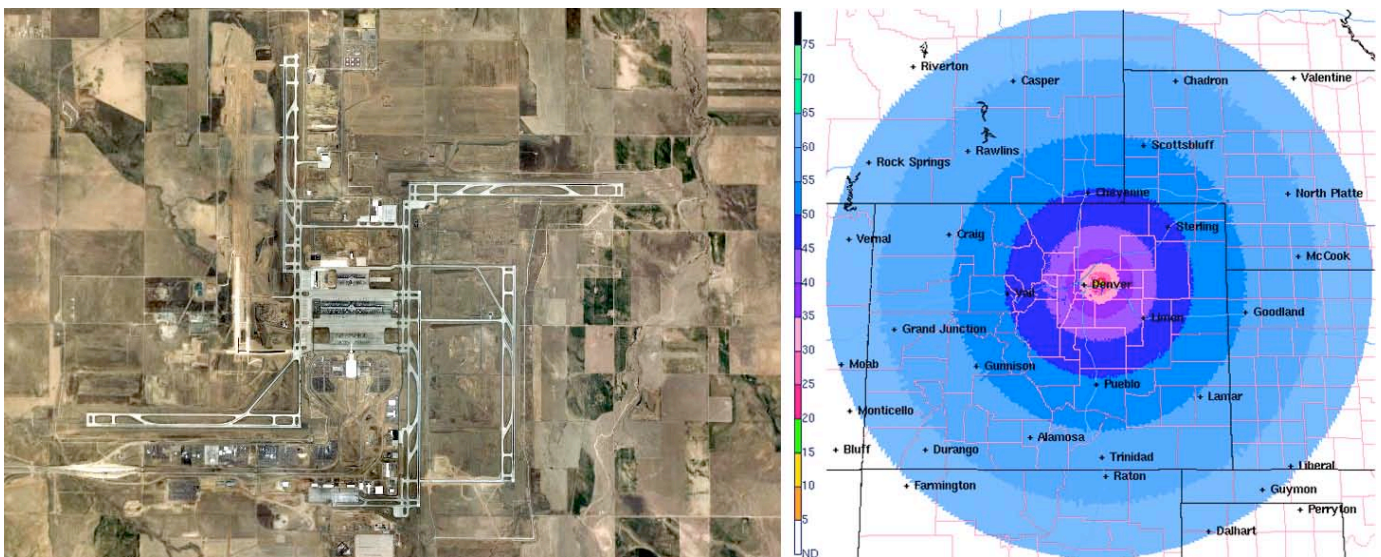 75
70
65
60
55
50
45
40
35
30
25
20
15
10
5
ND
Riverton
Casper
Chadron
Valentine
Scottsbluff
Rawlins
Rock Springs
Cheyenne
North Platte
Sterling
Craig
Vernal
McCook
Denver
Vail
Goodland
Limon
Grand Junction
Moab
Gunnison
Pueblo
Lamar
Monticello
Alamosa
Bluff
Durango
Trinidad
Liberal
Raton
Farmington
Guymon
Perryton
Dalhart